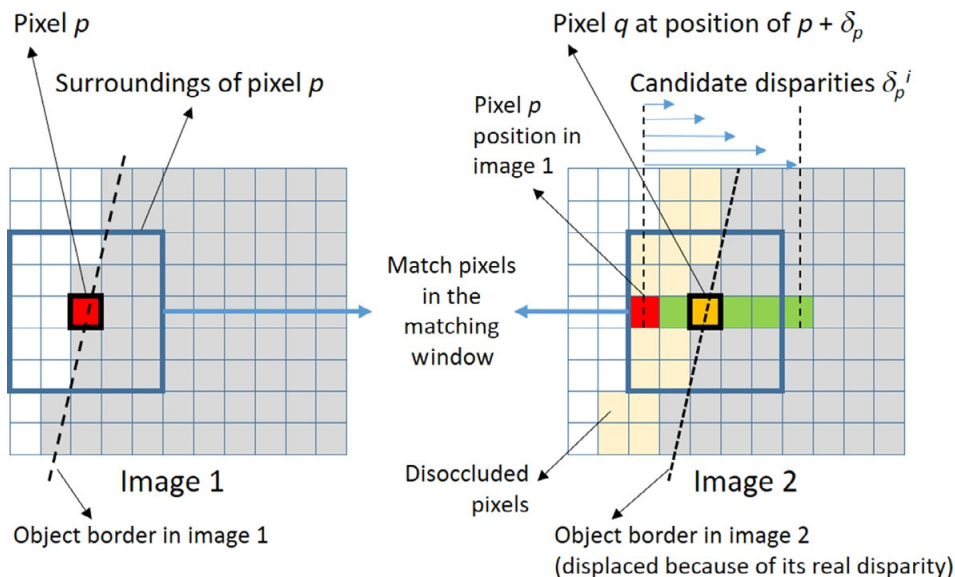 Pixel p
Surroundings of pixel p
Pixel q at position of p + δp
Candidate disparities δp^i
Pixel p
position in
image 1
Match pixels
in the
matching
window
Disoccluded
pixels
Image 1
Image 2
Object border in image 1
Object border in image 2
(displaced because of its real disparity)